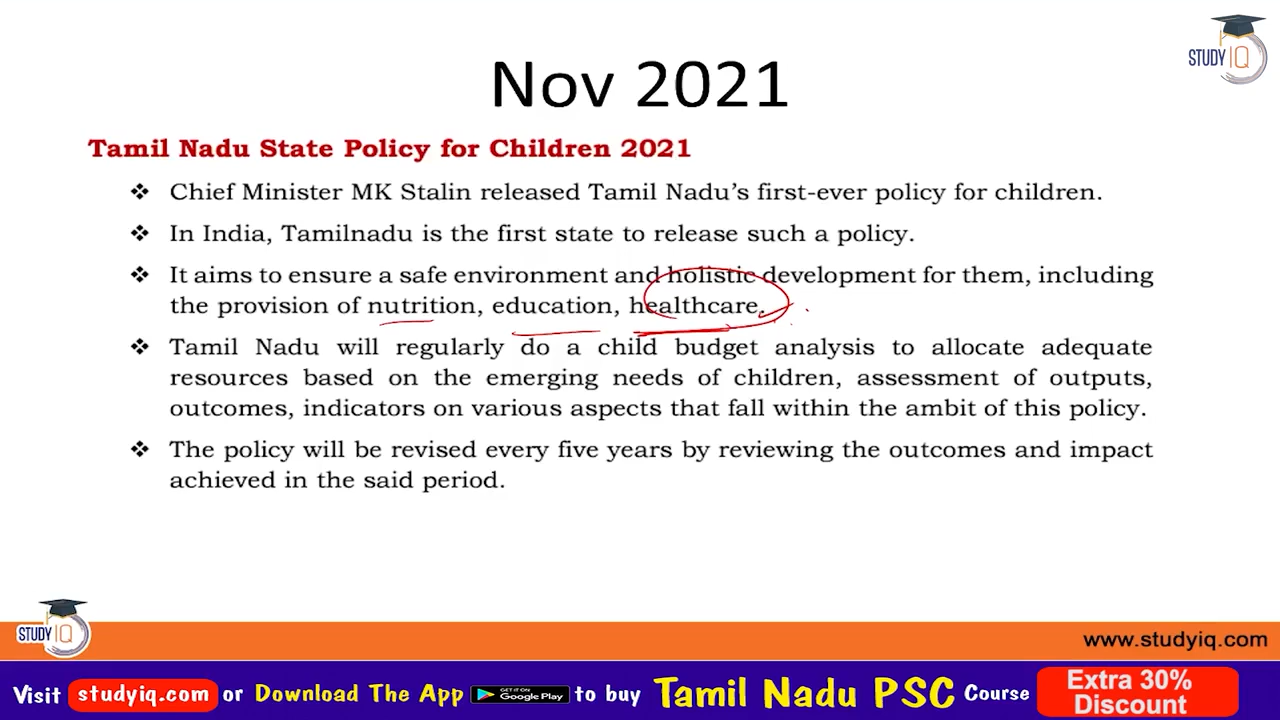 STUDY IQ
Nov 2021
Tamil Nadu State Policy for Children 2021
❖ Chief Minister MK Stalin released Tamil Nadu's first-ever policy for children.
❖ In India, Tamilnadu is the first state to release such a policy.
❖ It aims to ensure a safe environment and holistic development for them, including
the provision of nutrition, education, healthcare.
❖ Tamil Nadu will regularly do a child budget analysis to allocate adequate
resources based on the emerging needs of children, assessment of outputs,
outcomes, indicators on various aspects that fall within the ambit of this policy.
❖ The policy will be revised every five years by reviewing the outcomes and impact
achieved in the said period.
STUDY IQ
www.studyiq.com
Visit studyiq.com or Download The App GET IT ON Google Play to buy Tamil Nadu PSC Course Extra 30%
Discount